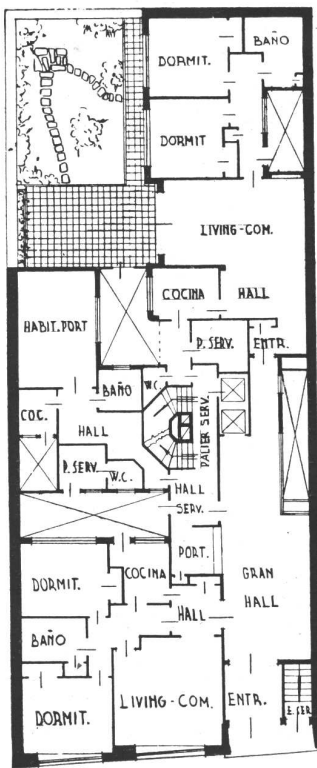 BAÑO
DORMIT.
DORMIT
LIVING-COM.
COCINA
HALL
HABIT. PORT
P. SERV.
ENTR.
BAÑO
W.C.
COC.
HALL
PALIER SERV.
P. SERV.
W.C.
HALL
SERV.
PORT.
COCINA
DORMIT.
GRAN
HALL
HALL
BAÑO
P.
LIVING-COM.
ENTR.
E. SER
DORMIT.